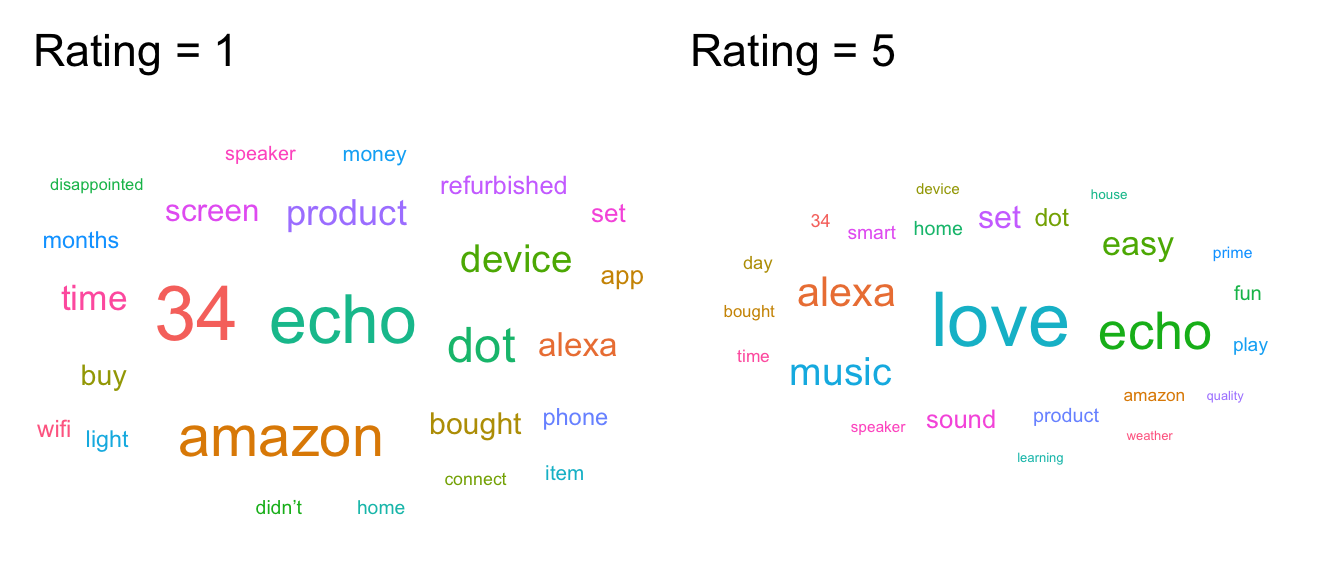 Rating = 1
speaker money
disappointed
refurbished
screen product set
months
device
app
time
34 echo
dot alexa
buy
bought phone
wifi light
amazon
connect item
didn't home
Rating = 5
device house
34 smart home set dot
easy
prime
day
alexa
fun
bought
love echo
time
play
music
amazon quality
speaker sound product
weather
learning